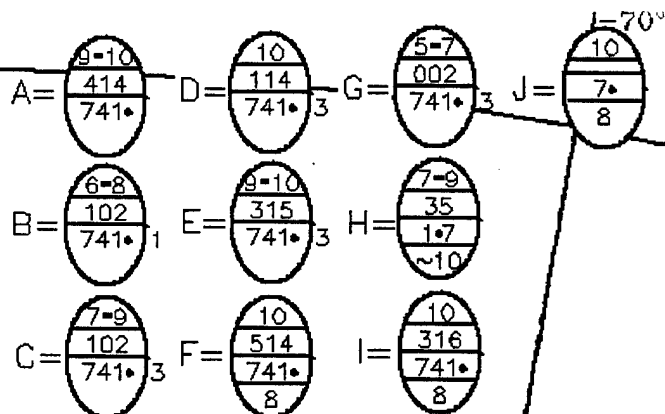 l=70°
A= 9-10 414 741•
D= 10 114 741• 3
G= 5-7 002 741• 3
J= 10 7• 8
B= 6-8 102 741• 1
E= 9-10 315 741• 3
H= 7-9 35 1•7 ~10
C= 7-9 102 741• 3
F= 10 514 741• 8
I= 10 316 741• 8